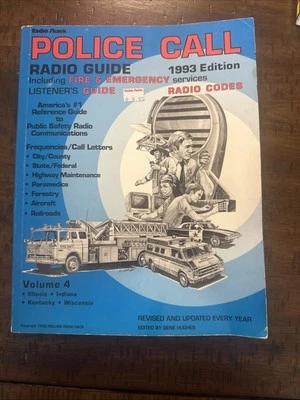 Radio Shack
POLICE CALL
RADIO GUIDE 1993 Edition
Including FIRE & EMERGENCY services
LISTENER'S GUIDE RADIO CODES
America's #1
Reference Guide
to
Public Safety Radio
Communications
Frequencies/Call Letters
• City/County
• State/Federal
• Highway Maintenance
• Paramedics
• Forestry
• Aircraft
• Railroads
Volume 4
• Illinois • Indiana
• Kentucky • Wisconsin
REVISED AND UPDATED EVERY YEAR
EDITED BY GENE HUGHES